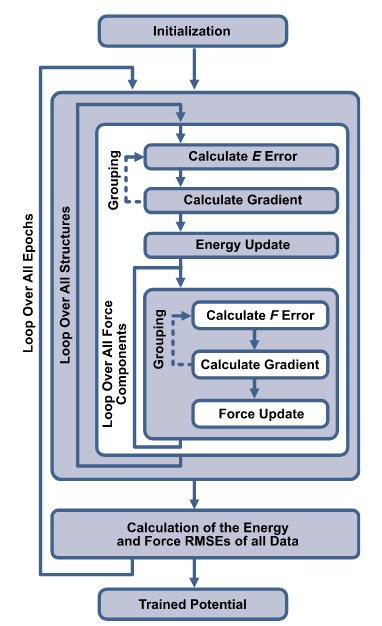 Initialization
Loop Over All Epochs
Loop Over All Structures
Grouping
Calculate E Error
Calculate Gradient
Energy Update
Loop Over All Force
Components
Grouping
Calculate F Error
Calculate Gradient
Force Update
Calculation of the Energy
and Force RMSEs of all Data
Trained Potential